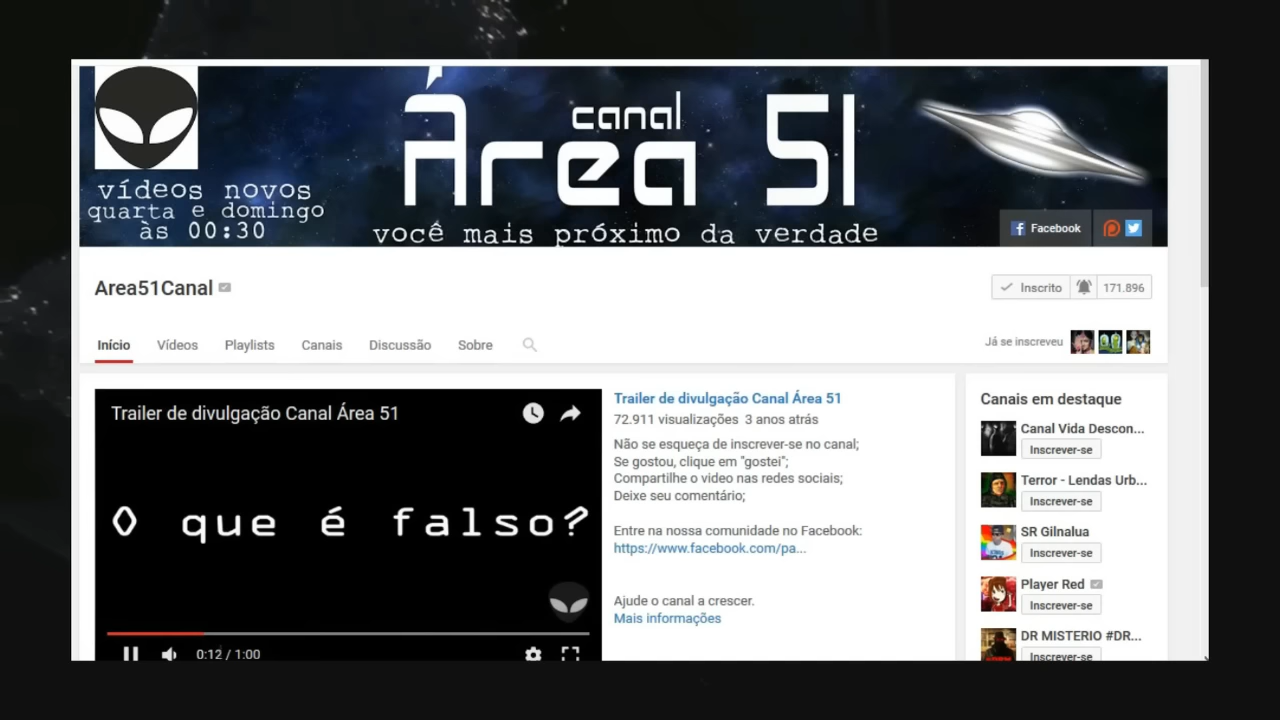 vídeos novos
quarta e domingo
às 00:30
canal
Área 51
você mais próximo da verdade
Facebook
Area51Canal
Inscrito
171.896
Início
Vídeos
Playlists
Canais
Discussão
Sobre
Já se inscreveu
Trailer de divulgação Canal Área 51
O que é falso?
0:12 / 1:00
Trailer de divulgação Canal Área 51
72.911 visualizações 3 anos atrás
Não se esqueça de inscrever-se no canal;
Se gostou, clique em "gostei";
Compartilhe o video nas redes sociais;
Deixe seu comentário;
Entre na nossa comunidade no Facebook:
https://www.facebook.com/pa...
Ajude o canal a crescer.
Mais informações
Canais em destaque
Canal Vida Descon...
Inscrever-se
Terror - Lendas Urb...
Inscrever-se
SR Gilnalua
Inscrever-se
Player Red
Inscrever-se
DR MISTERIO #DR...
Inscrever-se